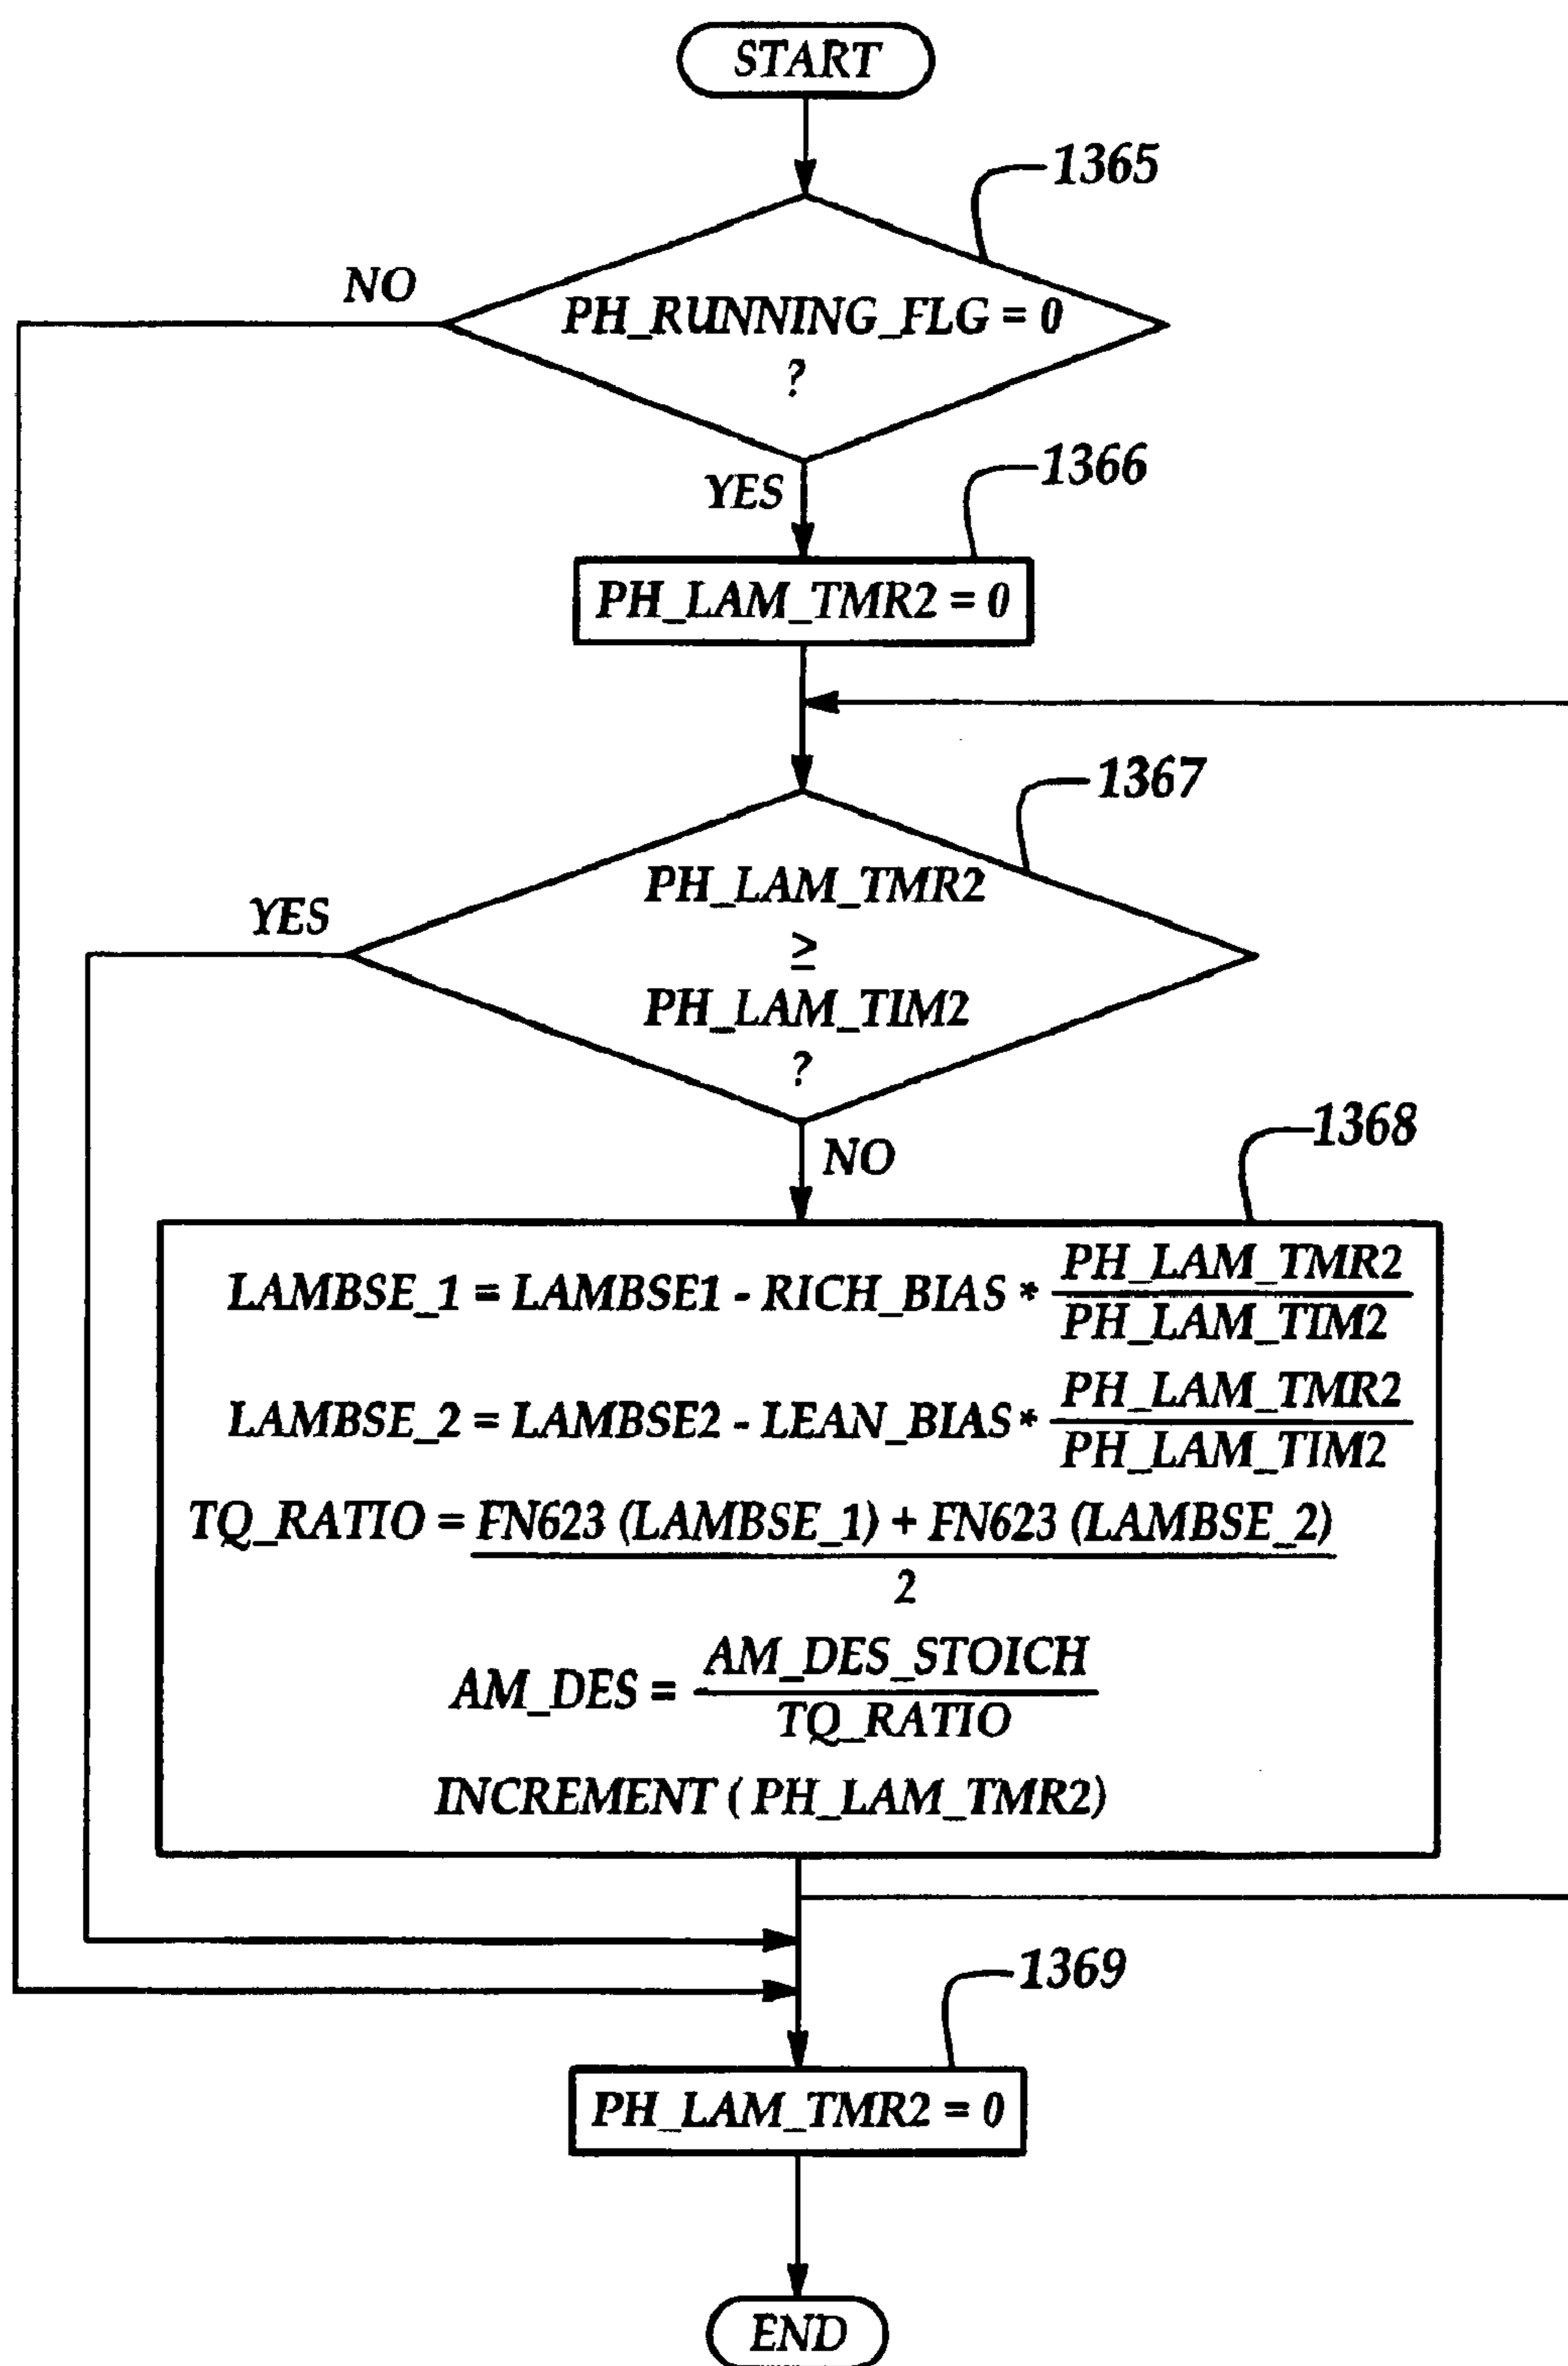 START
1365
NO
PH_RUNNING_FLG = 0
?
YES
1366
PH_LAM_TMR2 = 0
1367
YES
PH_LAM_TMR2
≥
PH_LAM_TIM2
?
NO
1368
LAMBSE_1 = LAMBSE1 - RICH_BIAS * PH_LAM_TMR2
PH_LAM_TIM2
LAMBSE_2 = LAMBSE2 - LEAN_BIAS * PH_LAM_TMR2
PH_LAM_TIM2
TQ_RATIO = FN623 (LAMBSE_1) + FN623 (LAMBSE_2)
2
AM_DES = AM_DES_STOICH
TQ_RATIO
INCREMENT ( PH_LAM_TMR2)
1369
PH_LAM_TMR2 = 0
END